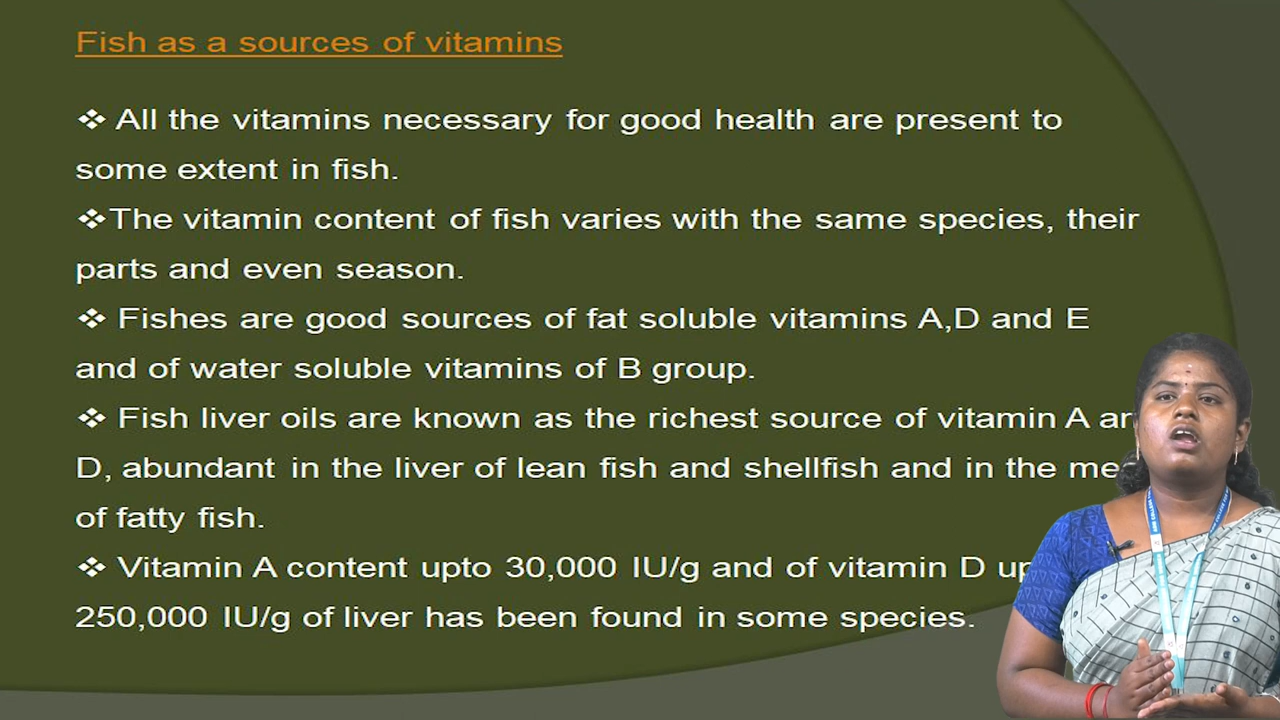 Fish as a sources of vitamins
❖ All the vitamins necessary for good health are present to
some extent in fish.
❖The vitamin content of fish varies with the same species, their
parts and even season.
❖ Fishes are good sources of fat soluble vitamins A,D and E
and of water soluble vitamins of B group.
❖ Fish liver oils are known as the richest source of vitamin A
D, abundant in the liver of lean fish and shellfish and in the
of fatty fish.
❖ Vitamin A content upto 30,000 IU/g and of vitamin D
250,000 IU/g of liver has been found in some species.